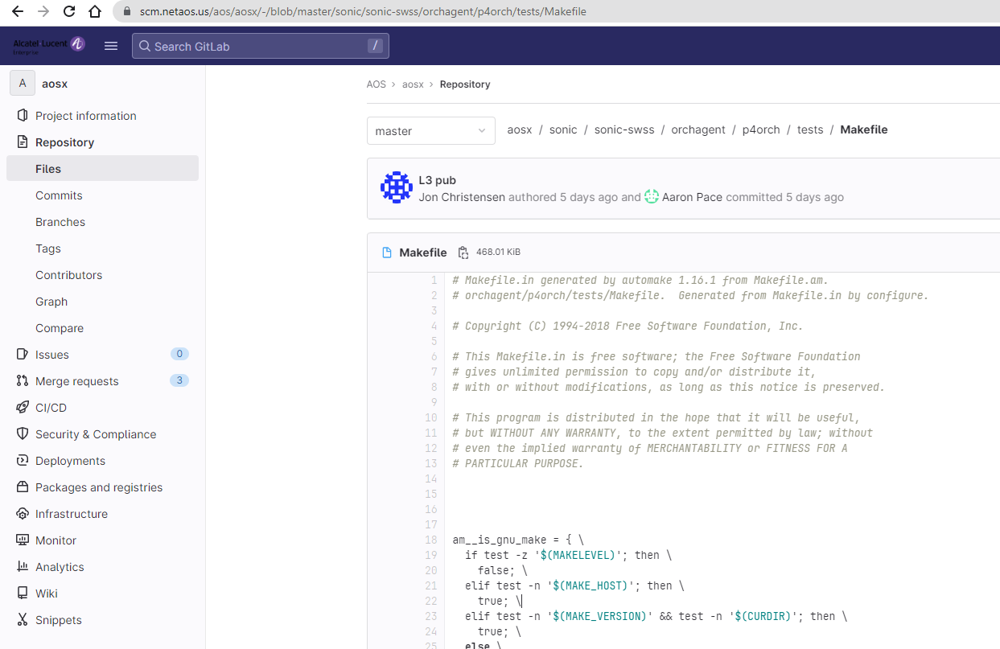 scm.netaos.us/aos/aosx/-/blob/master/sonic/sonic-swss/orchagent/p4orch/tests/Makefile
Alcatel Lucent
Enterprise
Search GitLab /
A aosx
Project information
Repository
Files
Commits
Branches
Tags
Contributors
Graph
Compare
Issues 0
Merge requests 3
CI/CD
Security & Compliance
Deployments
Packages and registries
Infrastructure
Monitor
Analytics
Wiki
Snippets
AOS > aosx > Repository
master
aosx / sonic / sonic-swss / orchagent / p4orch / tests / Makefile
L3 pub
Jon Christensen authored 5 days ago and Aaron Pace committed 5 days ago
Makefile 468.01 KiB
1 # Makefile.in generated by automake 1.16.1 from Makefile.am.
2 # orchagent/p4orch/tests/Makefile.  Generated from Makefile.in by configure.
3
4 # Copyright (C) 1994-2018 Free Software Foundation, Inc.
5
6 # This Makefile.in is free software; the Free Software Foundation
7 # gives unlimited permission to copy and/or distribute it,
8 # with or without modifications, as long as this notice is preserved.
9
10 # This program is distributed in the hope that it will be useful,
11 # but WITHOUT ANY WARRANTY, to the extent permitted by law; without
12 # even the implied warranty of MERCHANTABILITY or FITNESS FOR A
13 # PARTICULAR PURPOSE.
14
15
16
17
18 am__is_gnu_make = { \
19   if test -z '$(MAKELEVEL)'; then \
20     false; \
21   elif test -n '$(MAKE_HOST)'; then \
22     true; \
23   elif test -n '$(MAKE_VERSION)' && test -n '$(CURDIR)'; then \
24     true; \
25   else \